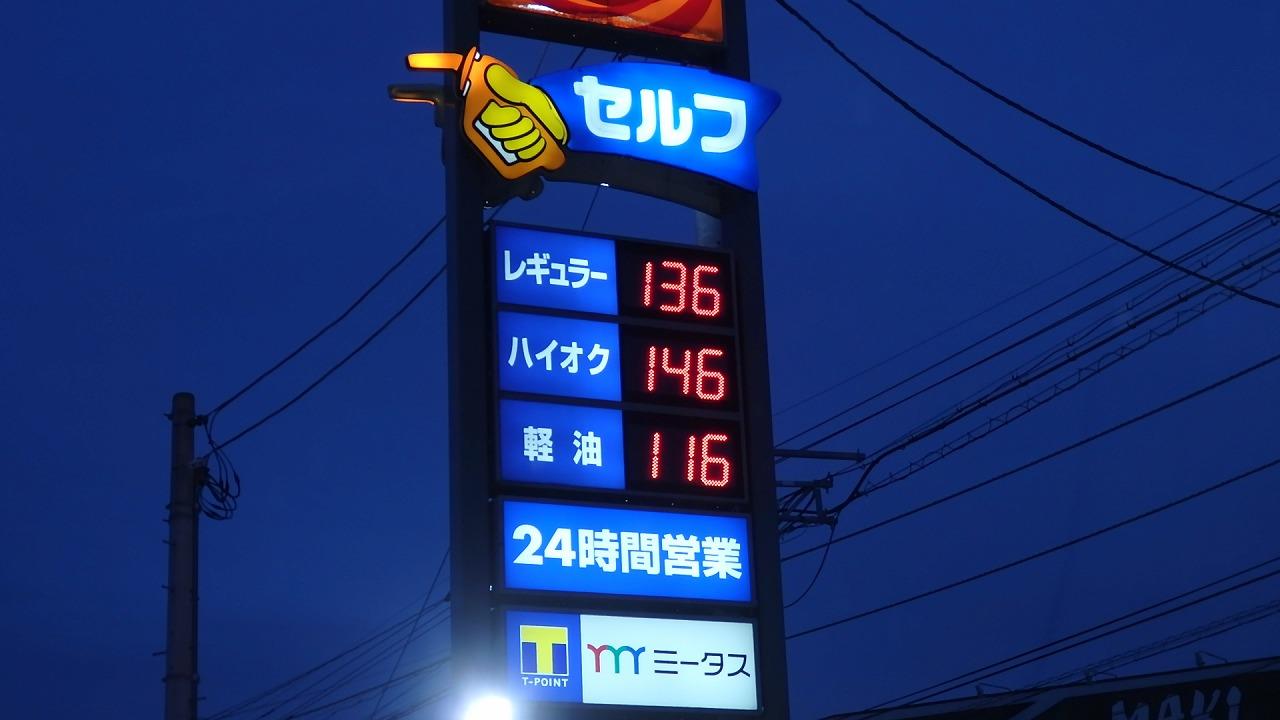 セルフ
レギュラー 136
ハイオク 146
軽油 116
24時間営業
T-POINT
ミータス
MAKI